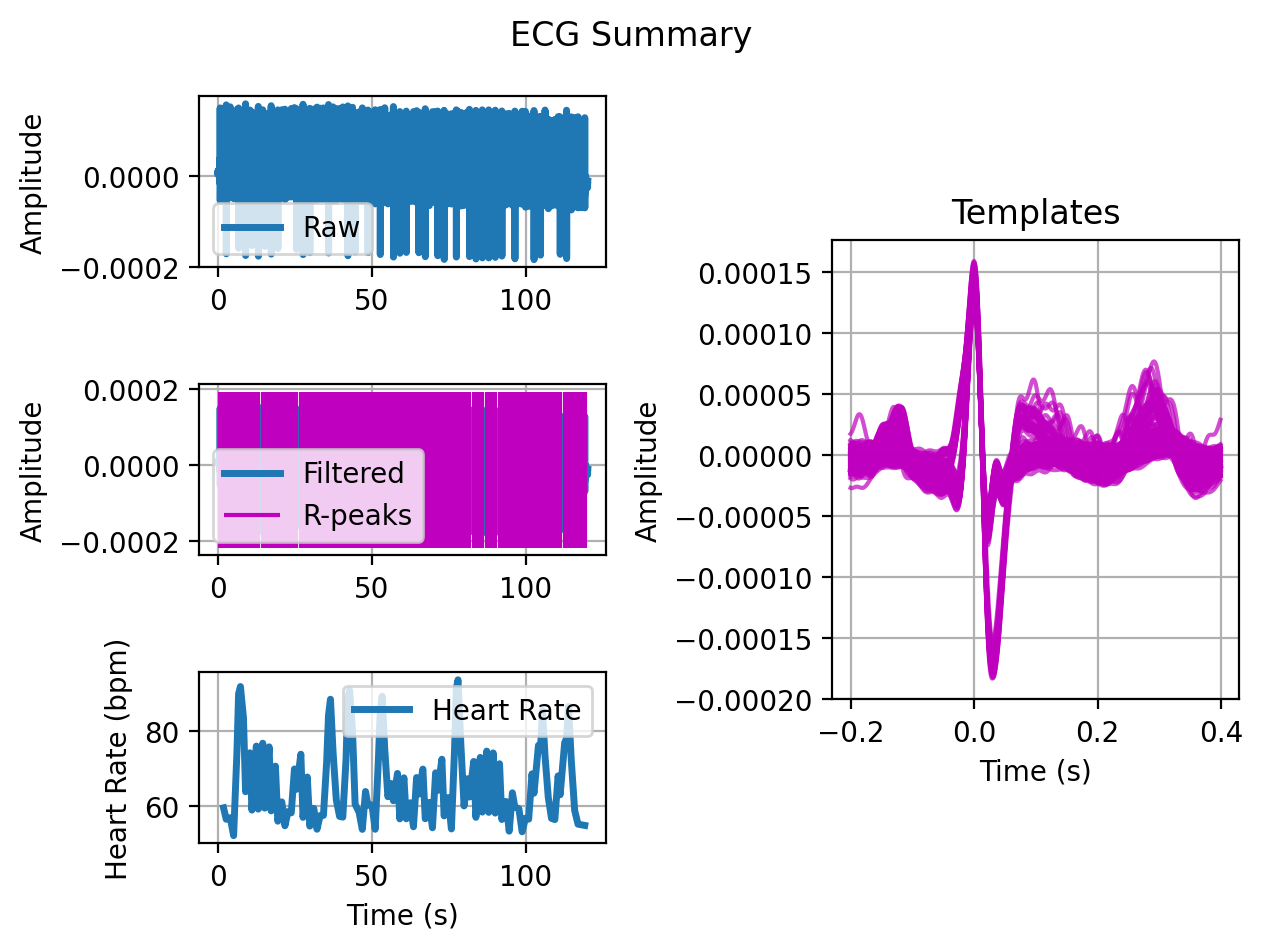 ECG Summary
Amplitude
0.0000
−0.0002
Raw
0
50
100
Amplitude
0.0002
0.0000
−0.0002
Filtered
R-peaks
0
50
100
Heart Rate (bpm)
80
60
Heart Rate
0
50
100
Time (s)
Templates
Amplitude
0.00015
0.00010
0.00005
0.00000
−0.00005
−0.00010
−0.00015
−0.00020
−0.2
0.0
0.2
0.4
Time (s)